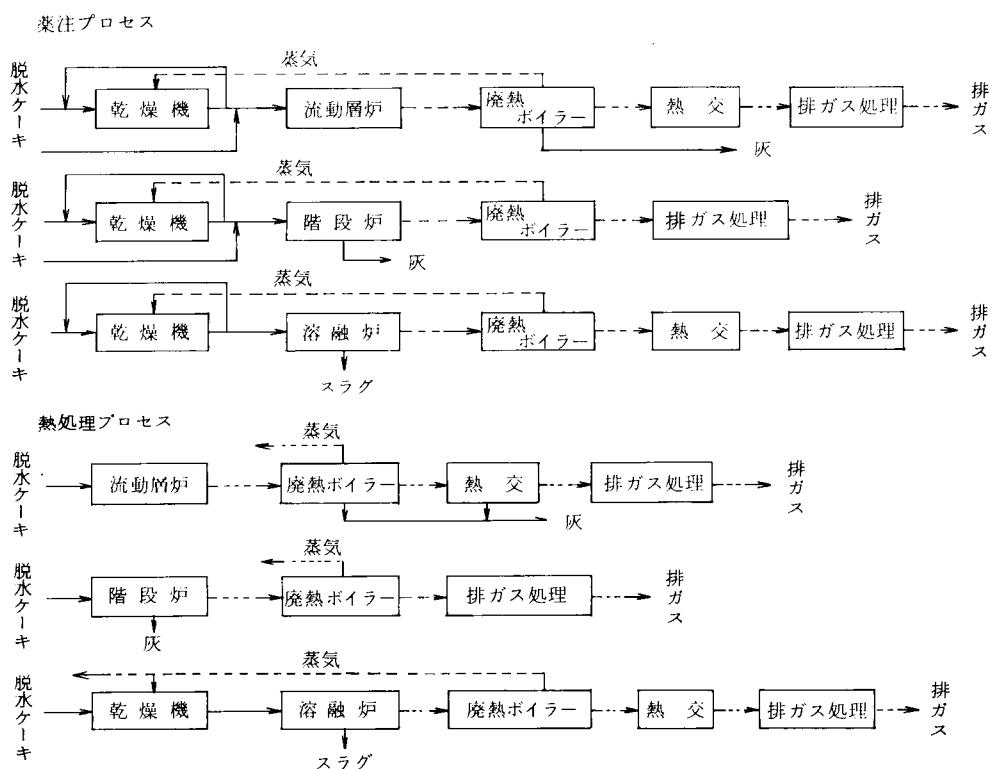 薬注プロセス
蒸気
脱水ケーキ
乾燥機
流動層炉
廃熱
ボイラー
熱交
排ガス処理
排ガス
灰
蒸気
脱水ケーキ
乾燥機
階段炉
廃熱
ボイラー
排ガス処理
排ガス
灰
蒸気
脱水ケーキ
乾燥機
溶融炉
廃熱
ボイラー
熱交
排ガス処理
排ガス
スラグ
熱処理プロセス
蒸気
脱水ケーキ
流動層炉
廃熱ボイラー
熱交
排ガス処理
排ガス
灰
蒸気
脱水ケーキ
階段炉
廃熱ボイラー
排ガス処理
排ガス
灰
蒸気
脱水ケーキ
乾燥機
溶融炉
廃熱ボイラー
熱交
排ガス処理
排ガス
スラグ